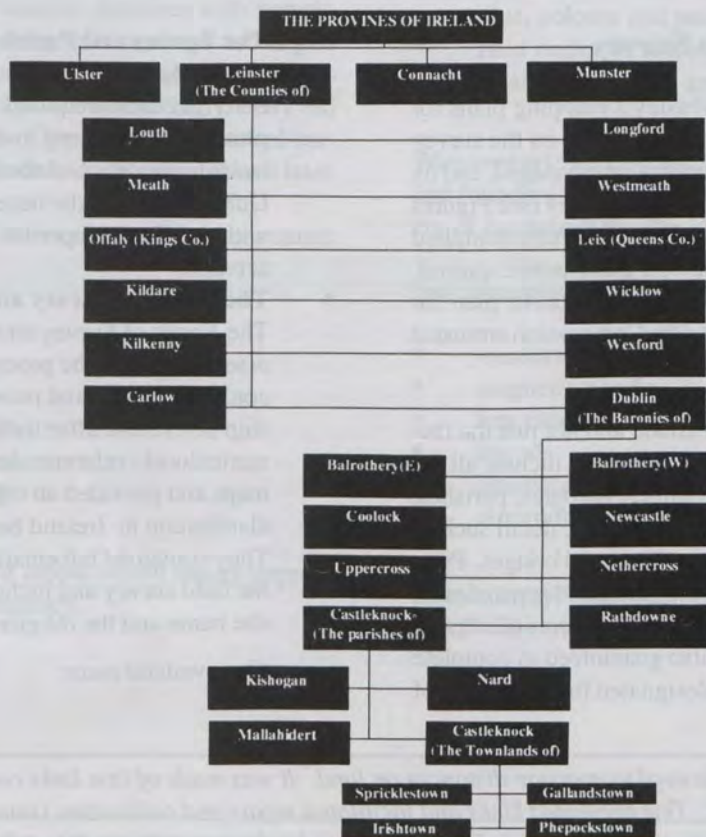 THE PROVINES OF IRELAND
Ulster
Leinster
(The Counties of)
Connacht
Munster
Louth
Longford
Meath
Westmeath
Offaly (Kings Co.)
Leix (Queens Co.)
Kildare
Wicklow
Kilkenny
Wexford
Carlow
Dublin
(The Baronies of)
Balrothery(E)
Balrothery(W)
Coolock
Newcastle
Uppercross
Nethercross
Castleknock-
(The parishes of)
Rathdowne
Kishogan
Nard
Mallahidert
Castleknock
(The Townlands of)
Spricklestown
Gallandstown
Irishtown
Phepockstown